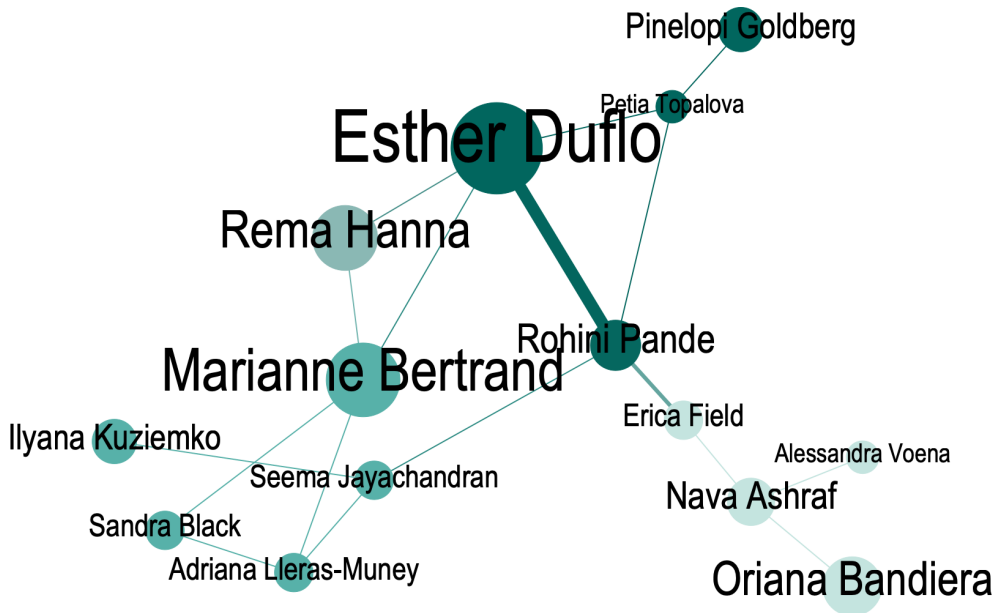 Pinelopi Goldberg
Petia Topalova
Esther Duflo
Rema Hanna
Rohini Pande
Marianne Bertrand
Erica Field
Ilyana Kuziemko
Alessandra Voena
Seema Jayachandran
Nava Ashraf
Sandra Black
Adriana Lleras-Muney
Oriana Bandiera